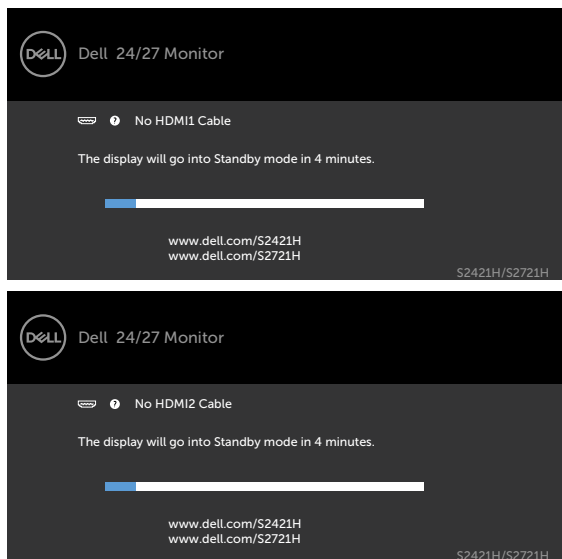 DELL
Dell 24/27 Monitor
? No HDMI1 Cable
The display will go into Standby mode in 4 minutes.
www.dell.com/S2421H
www.dell.com/S2721H
S2421H/S2721H
DELL
Dell 24/27 Monitor
? No HDMI2 Cable
The display will go into Standby mode in 4 minutes.
www.dell.com/S2421H
www.dell.com/S2721H
S2421H/S2721H